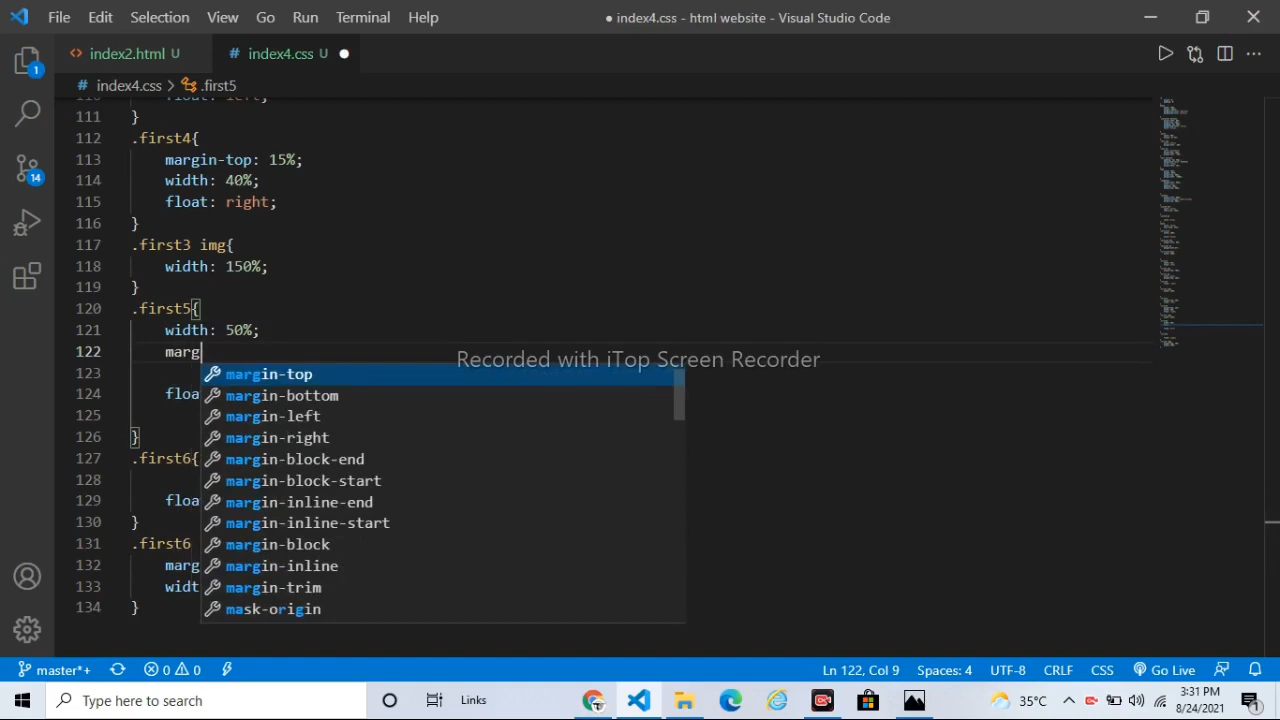 File Edit Selection View Go Run Terminal Help
● index4.css - html website - Visual Studio Code
<> index2.html U
# index4.css U ●
# index4.css > .first5
110 float: left;
111 }
112 .first4{
113 margin-top: 15%;
114 width: 40%;
115 float: right;
116 }
117 .first3 img{
118 width: 150%;
119 }
120 .first5{
121 width: 50%;
122 marg
Recorded with iTop Screen Recorder
123
124 floa
125
126 }
127 .first6{
128
129 floa
130 }
131 .first6
132 marg
133 widt
134 }
margin-top
margin-bottom
margin-left
margin-right
margin-block-end
margin-block-start
margin-inline-end
margin-inline-start
margin-block
margin-inline
margin-trim
mask-origin
1
14
master*+ 0 0
Ln 122, Col 9 Spaces: 4 UTF-8 CRLF CSS Go Live
Type here to search
Links
35°C
3:31 PM
8/24/2021
1